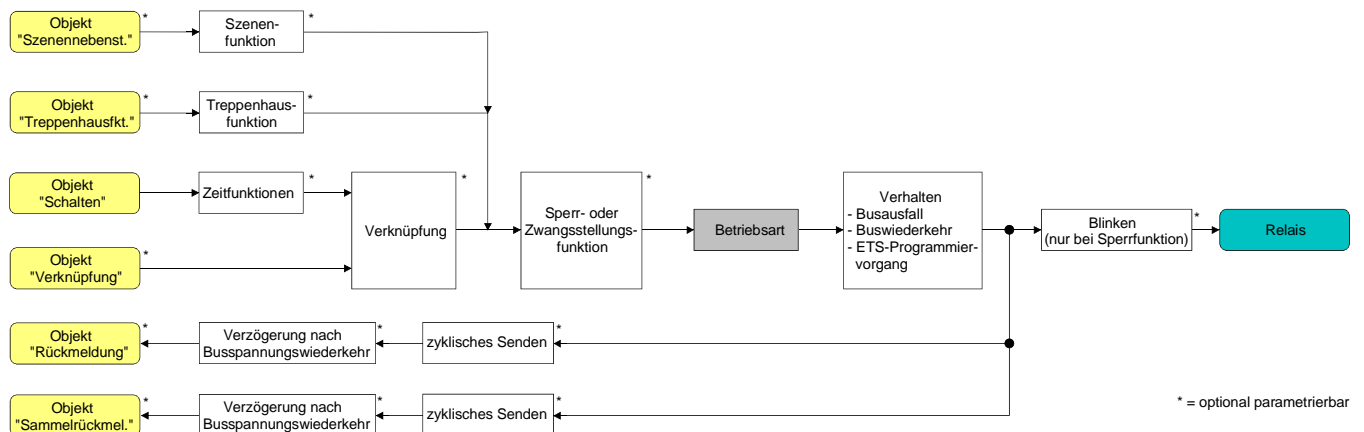 Objekt
"Szenennebenst."
*
Szenen-
funktion
*
Objekt
"Treppenhausfkt."
*
Treppenhaus-
funktion
*
Objekt
"Schalten"
Zeitfunktionen
*
Verknüpfung
*
Sperr- oder
Zwangsstellungs-
funktion
*
Betriebsart
Verhalten
- Busausfall
- Buswiederkehr
- ETS-Programmier-
vorgang
Blinken
(nur bei Sperrfunktion)
*
Relais
Objekt
"Verknüpfung"
*
Objekt
"Rückmeldung"
*
Verzögerung nach
Busspannungswiederkehr
*
zyklisches Senden
*
Objekt
"Sammelrückmel."
*
Verzögerung nach
Busspannungswiederkehr
*
zyklisches Senden
*
* = optional parametrierbar